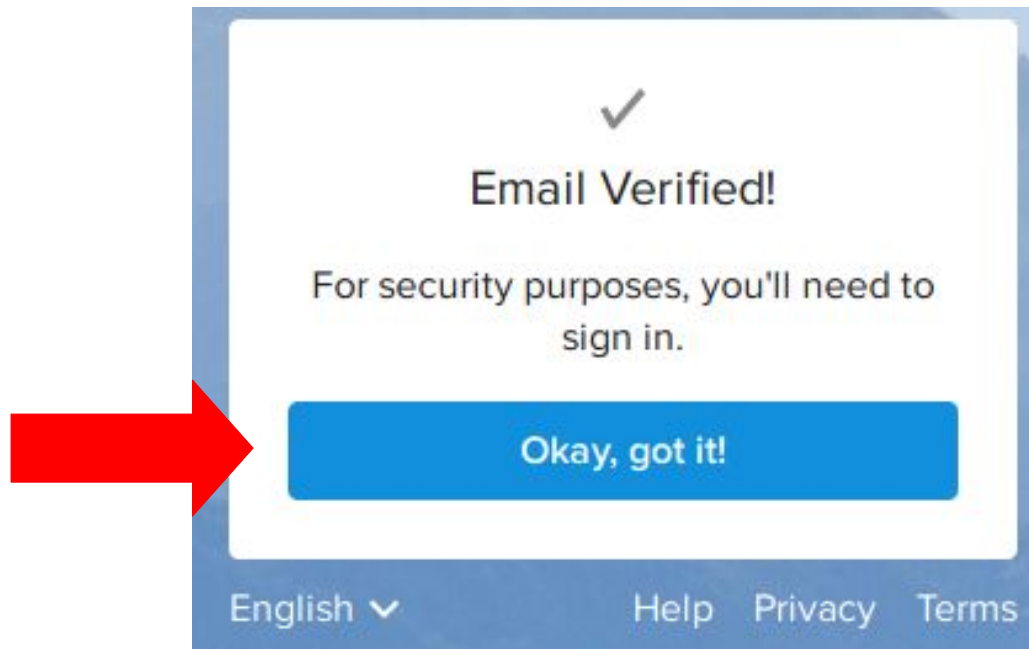 Email Verified!
For security purposes, you'll need to
sign in.
Okay, got it!
English Help Privacy Terms